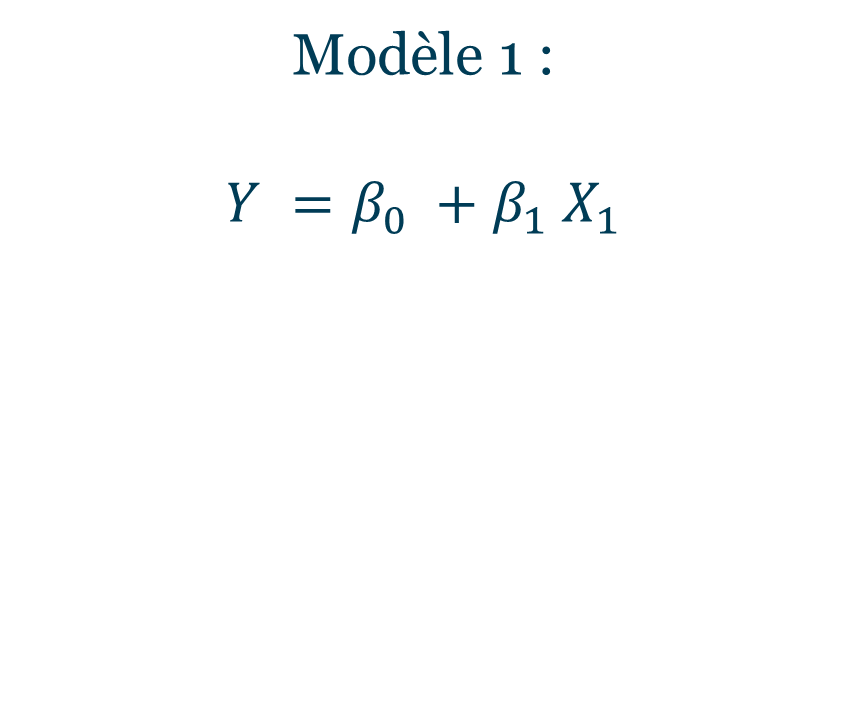 Modèle 1 :
Y = β₀ + β₁ X₁